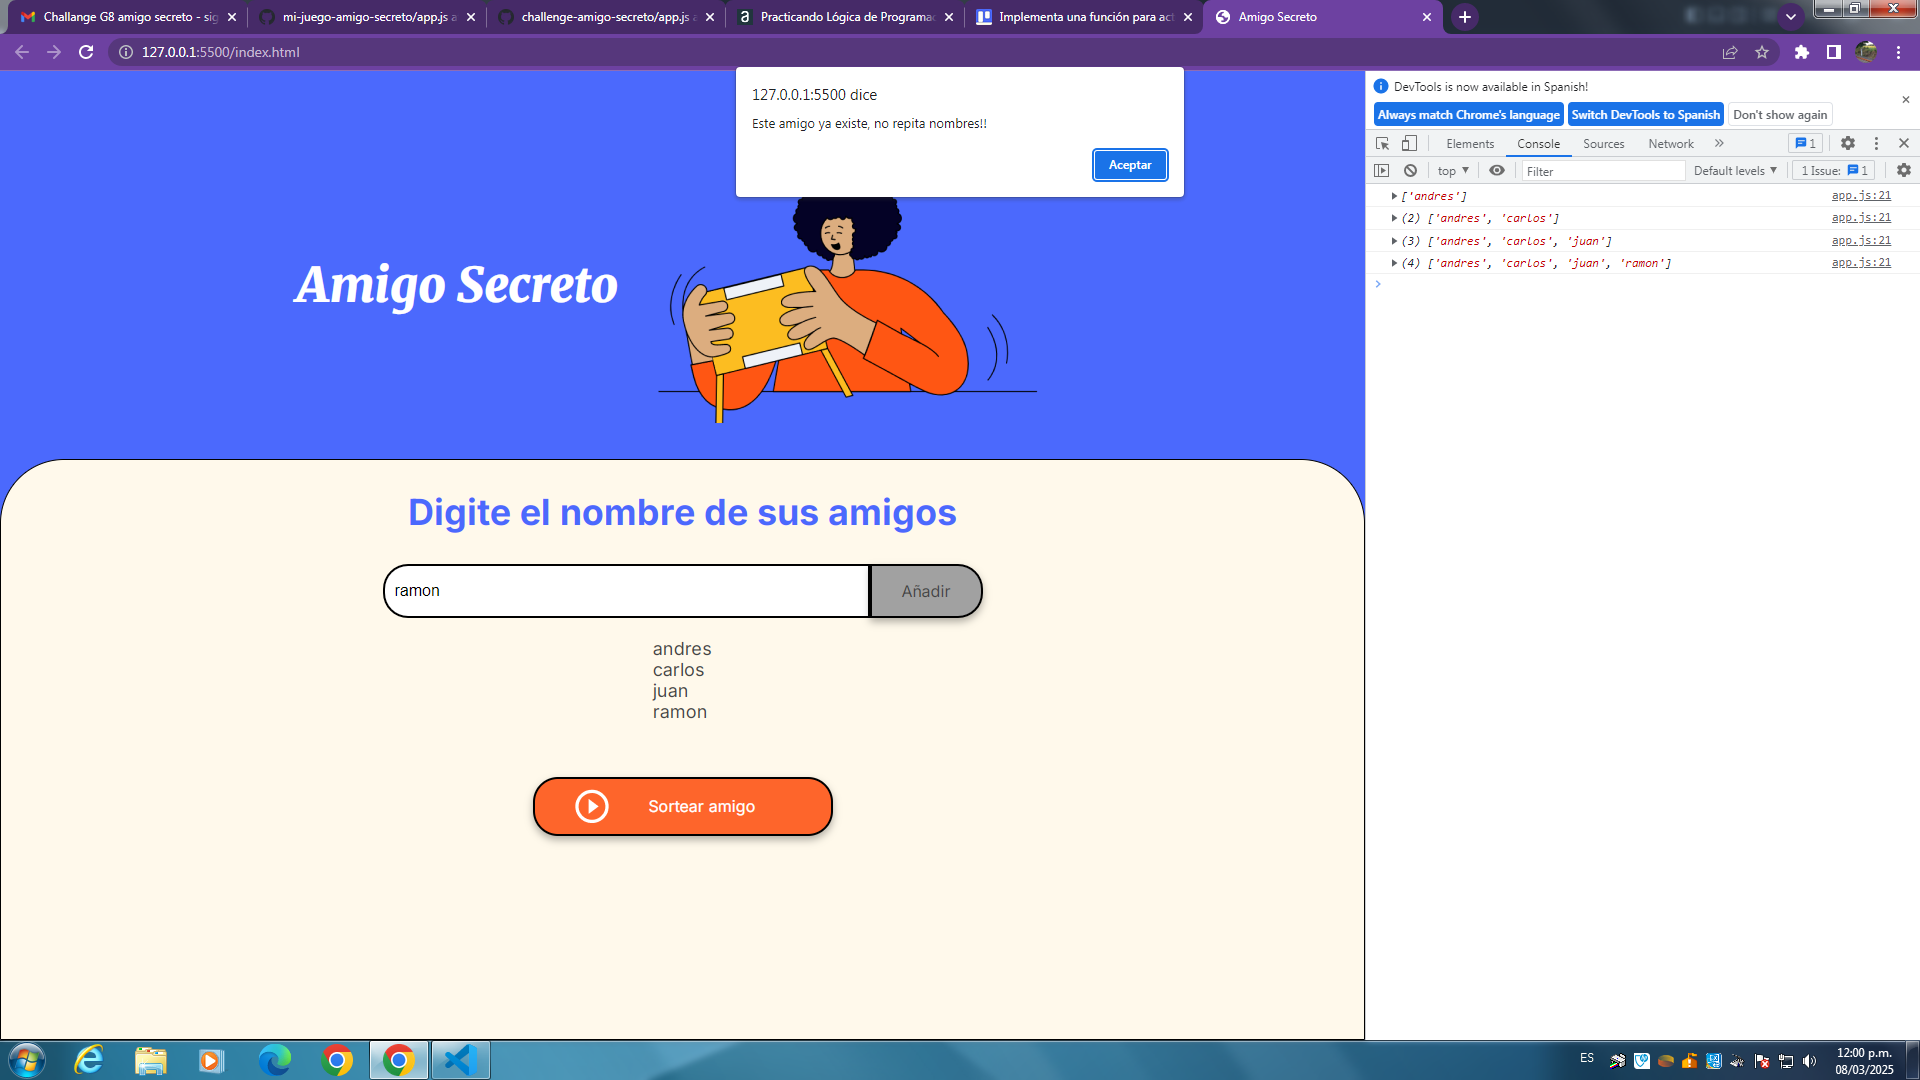 Challange G8 amigo secreto - sig
mi-juego-amigo-secreto/app.js a
challenge-amigo-secreto/app.js a
Practicando Lógica de Programac
Implementa una función para act
Amigo Secreto
127.0.0.1:5500/index.html
127.0.0.1:5500 dice
Este amigo ya existe, no repita nombres!!
Aceptar
Amigo Secreto
Digite el nombre de sus amigos
ramon
Añadir
andres
carlos
juan
ramon
Sortear amigo
DevTools is now available in Spanish!
Always match Chrome's language
Switch DevTools to Spanish
Don't show again
Elements
Console
Sources
Network
1
top
Filter
Default levels
1 Issue:
1
['andres']
app.js:21
(2) ['andres', 'carlos']
app.js:21
(3) ['andres', 'carlos', 'juan']
app.js:21
(4) ['andres', 'carlos', 'juan', 'ramon']
app.js:21
ES
12:00 p.m.
08/03/2025